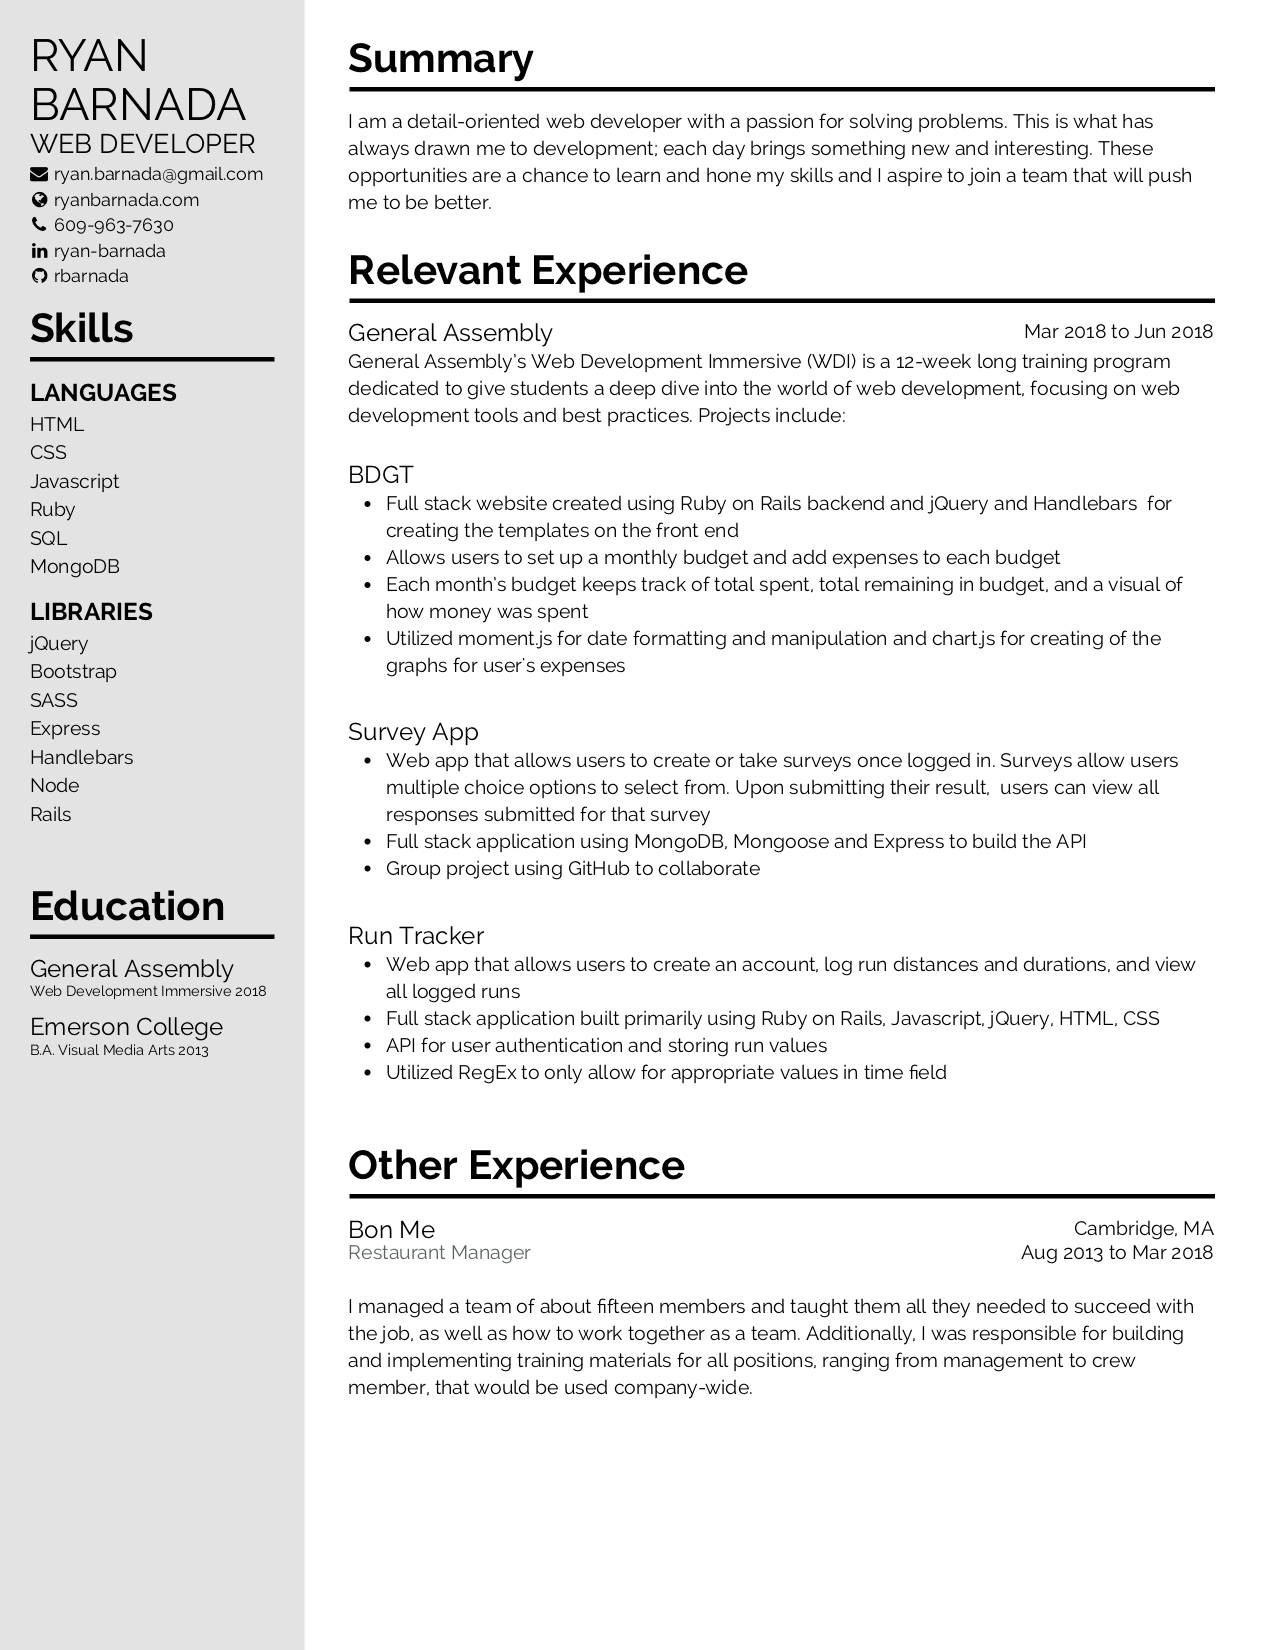 RYAN
BARNADA
WEB DEVELOPER
ryan.barnada@gmail.com
ryanbarnada.com
609-963-7630
ryan-barnada
rbarnada
Skills
LANGUAGES
HTML
CSS
Javascript
Ruby
SQL
MongoDB
LIBRARIES
jQuery
Bootstrap
SASS
Express
Handlebars
Node
Rails
Education
General Assembly
Web Development Immersive 2018
Emerson College
B.A. Visual Media Arts 2013
Summary
I am a detail-oriented web developer with a passion for solving problems. This is what has
always drawn me to development; each day brings something new and interesting. These
opportunities are a chance to learn and hone my skills and I aspire to join a team that will push
me to be better.
Relevant Experience
General Assembly Mar 2018 to Jun 2018
General Assembly's Web Development Immersive (WDI) is a 12-week long training program
dedicated to give students a deep dive into the world of web development, focusing on web
development tools and best practices. Projects include:
BDGT
• Full stack website created using Ruby on Rails backend and jQuery and Handlebars  for
creating the templates on the front end
• Allows users to set up a monthly budget and add expenses to each budget
• Each month's budget keeps track of total spent, total remaining in budget, and a visual of
how money was spent
• Utilized moment.js for date formatting and manipulation and chart.js for creating of the
graphs for user's expenses
Survey App
• Web app that allows users to create or take surveys once logged in. Surveys allow users
multiple choice options to select from. Upon submitting their result,  users can view all
responses submitted for that survey
• Full stack application using MongoDB, Mongoose and Express to build the API
• Group project using GitHub to collaborate
Run Tracker
• Web app that allows users to create an account, log run distances and durations, and view
all logged runs
• Full stack application built primarily using Ruby on Rails, Javascript, jQuery, HTML, CSS
• API for user authentication and storing run values
• Utilized RegEx to only allow for appropriate values in time field
Other Experience
Bon Me Cambridge, MA
Restaurant Manager Aug 2013 to Mar 2018
I managed a team of about fifteen members and taught them all they needed to succeed with
the job, as well as how to work together as a team. Additionally, I was responsible for building
and implementing training materials for all positions, ranging from management to crew
member, that would be used company-wide.